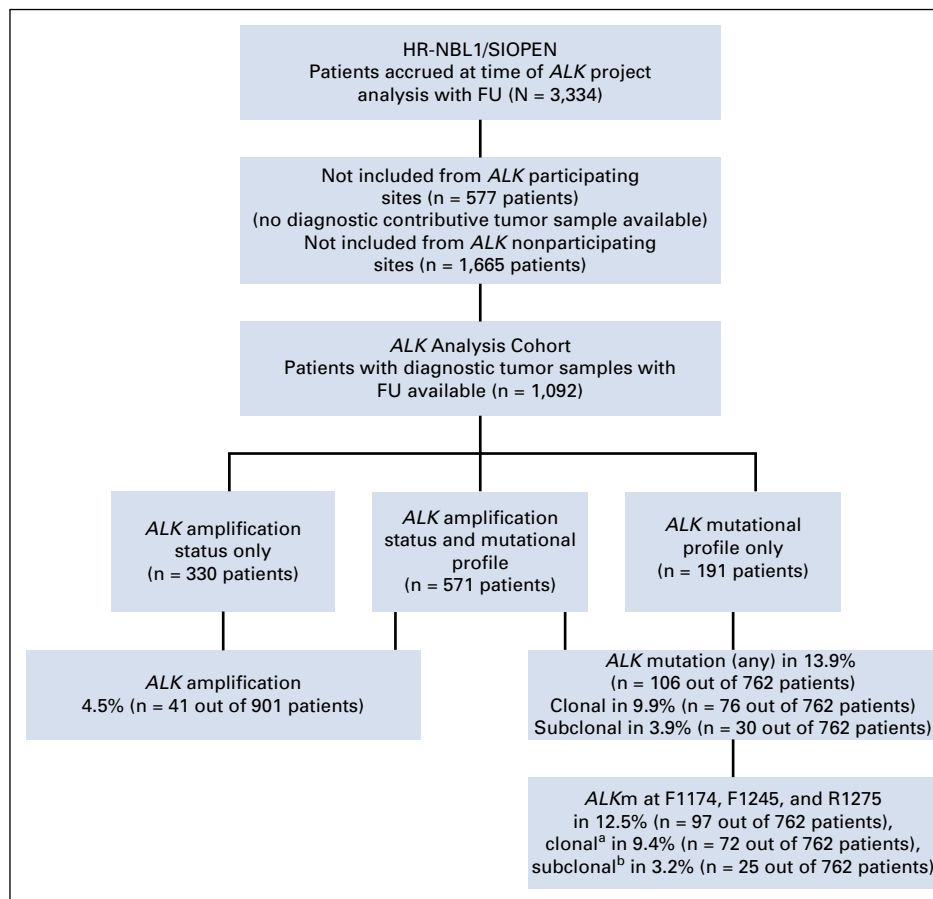 HR-NBL1/SIOPEN
Patients accrued at time of ALK project
analysis with FU (N = 3,334)
Not included from ALK participating
sites (n = 577 patients)
(no diagnostic contributive tumor sample available)
Not included from ALK nonparticipating
sites (n = 1,665 patients)
ALK Analysis Cohort
Patients with diagnostic tumor samples with
FU available (n = 1,092)
ALK amplification
status only
(n = 330 patients)
ALK amplification
status and mutational
profile
(n = 571 patients)
ALK mutational
profile only
(n = 191 patients)
ALK amplification
4.5% (n = 41 out of 901 patients)
ALK mutation (any) in 13.9%
(n = 106 out of 762 patients)
Clonal in 9.9% (n = 76 out of 762 patients)
Subclonal in 3.9% (n = 30 out of 762 patients)
ALKm at F1174, F1245, and R1275
in 12.5% (n = 97 out of 762 patients),
clonala in 9.4% (n = 72 out of 762 patients),
subclonalb in 3.2% (n = 25 out of 762 patients)